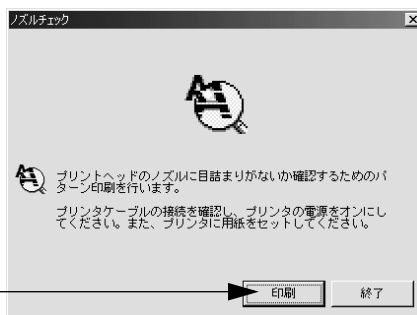 ノズルチェック
プリントヘッドのノズルに目詰まりがないか確認するためのパ
ターン印刷を行います。
プリンタケーブルの接続を確認し、プリンタの電源をオンにし
てください。また、プリンタに用紙をセットしてください。
印刷
終了